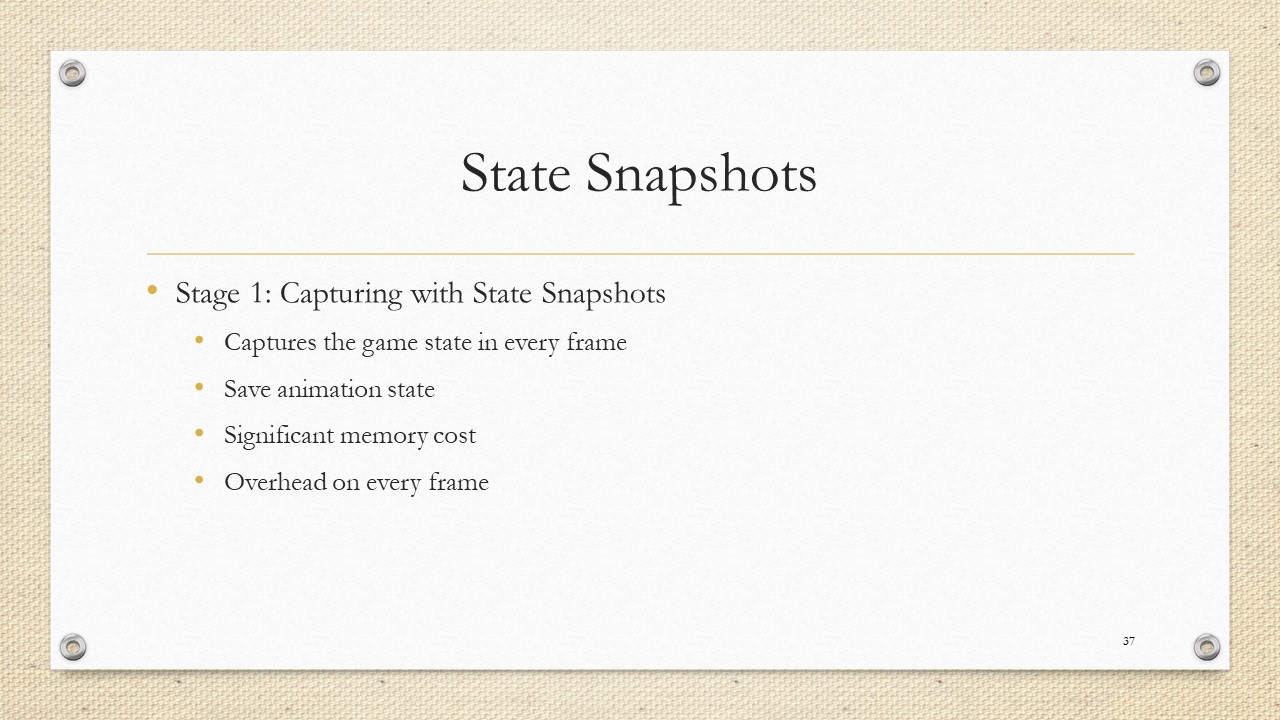 State Snapshots
• Stage 1: Capturing with State Snapshots
• Captures the game state in every frame
• Save animation state
• Significant memory cost
• Overhead on every frame
37